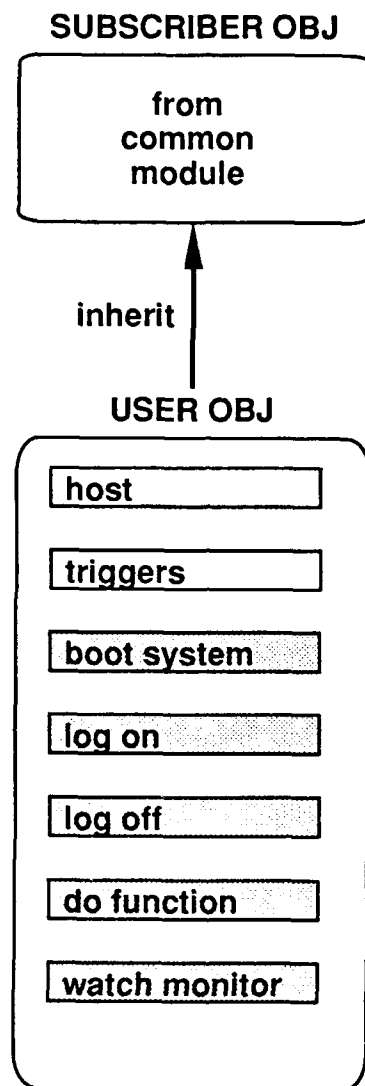 SUBSCRIBER OBJ
from
common
module
inherit
USER OBJ
host
triggers
boot system
log on
log off
do function
watch monitor